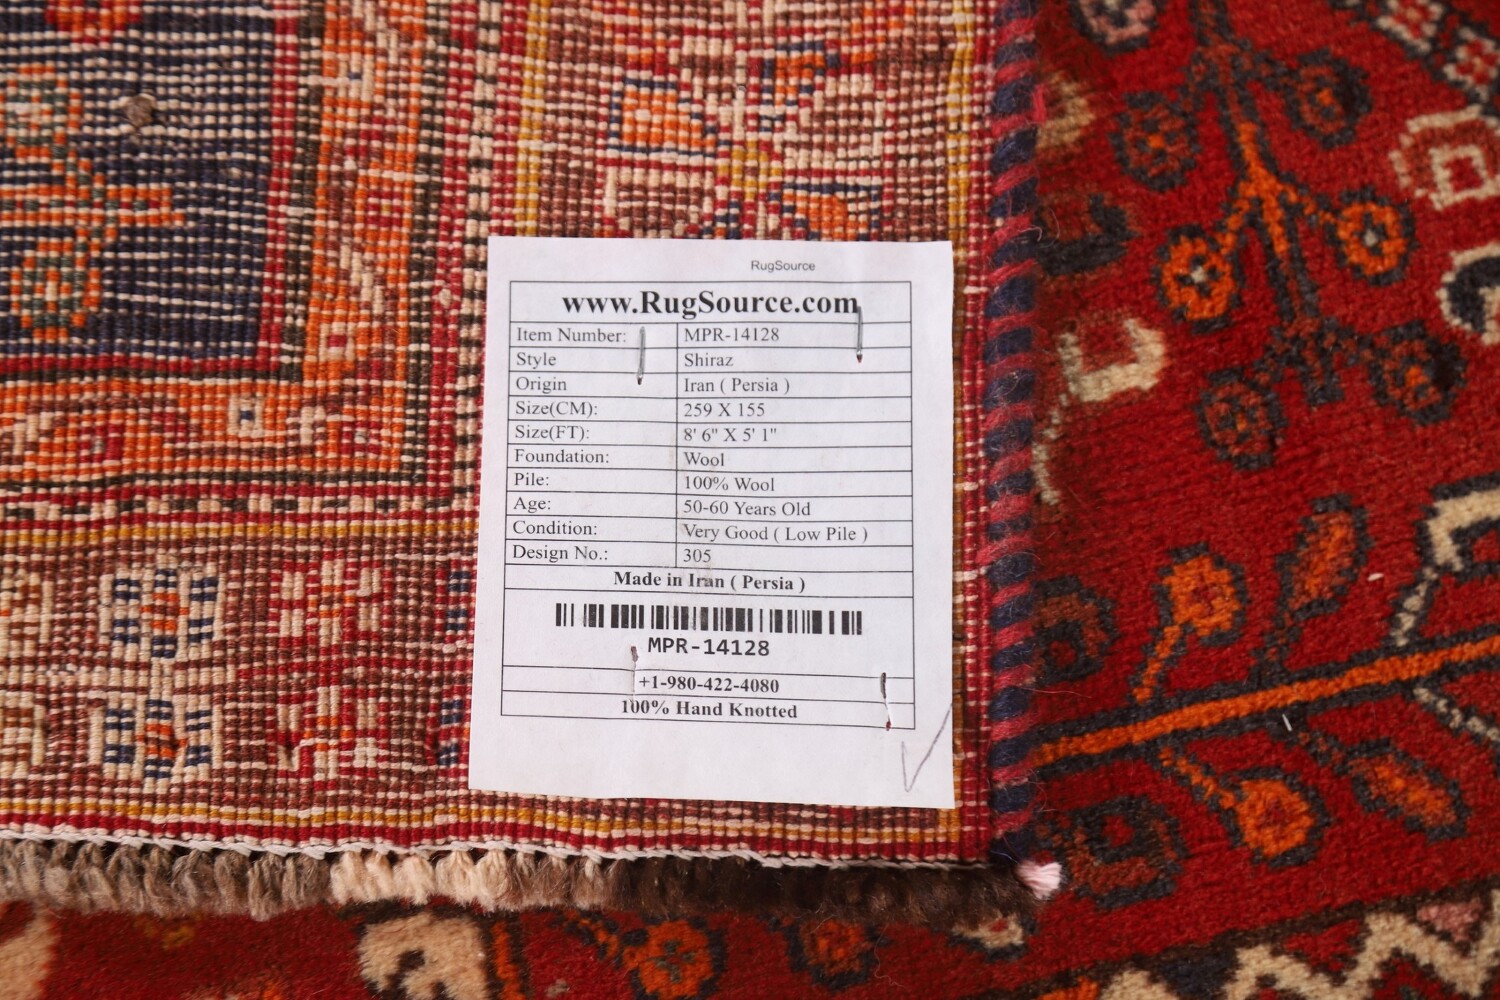 RugSource
www.RugSource.com
Item Number: MPR-14128
Style Shiraz
Origin Iran ( Persia )
Size(CM): 259 X 155
Size(FT): 8' 6" X 5' 1"
Foundation: Wool
Pile: 100% Wool
Age: 50-60 Years Old
Condition: Very Good ( Low Pile )
Design No.: 305
Made in Iran ( Persia )
MPR-14128
+1-980-422-4080
100% Hand Knotted